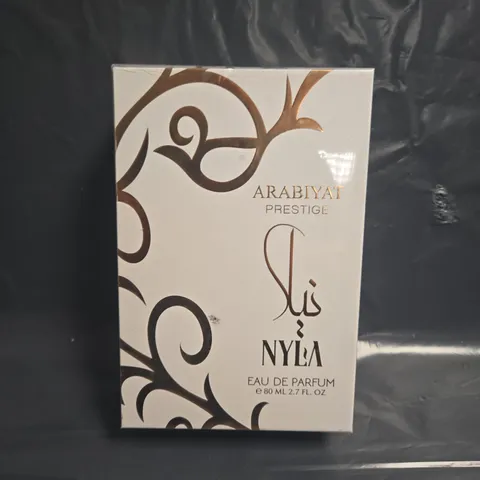 ARABIYAT
PRESTIGE
نيلا
NYLA
EAU DE PARFUM
℮ 80 ML 2.7 FL. OZ